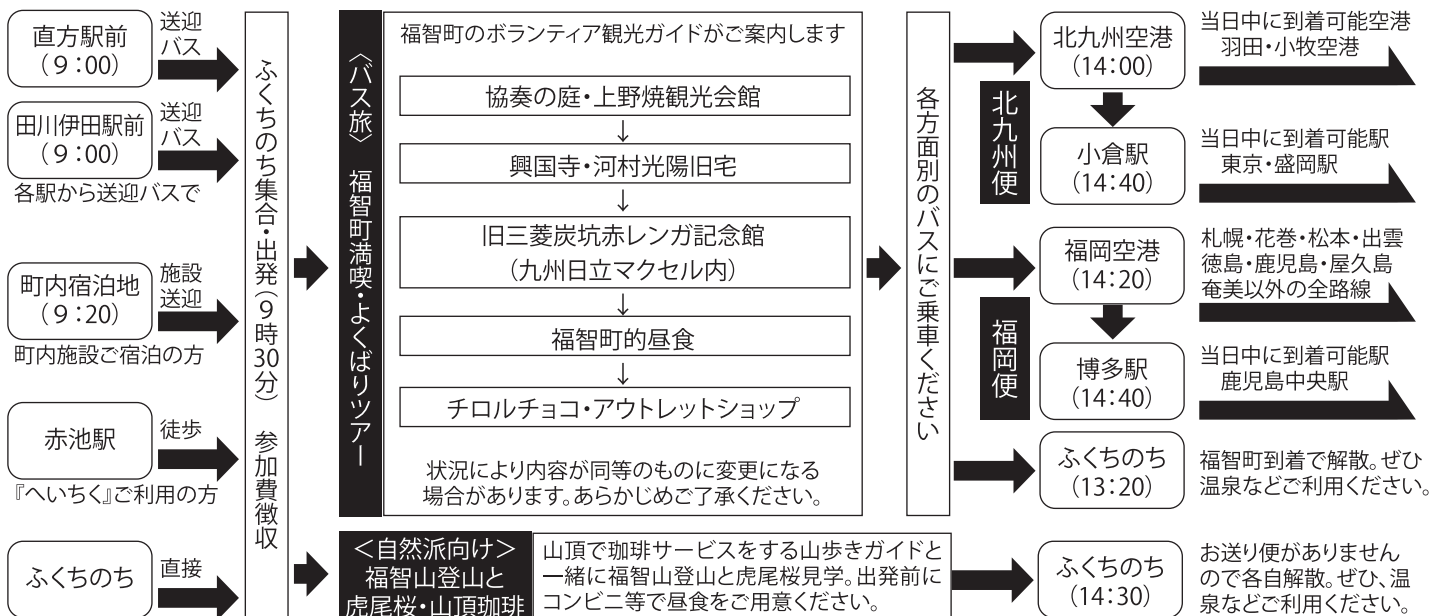 直方駅前
(9:00)
送迎
バス
田川伊田駅前
(9:00)
送迎
バス
各駅から送迎バスで
町内宿泊地
(9:20)
施設
送迎
町内施設ご宿泊の方
赤池駅
徒歩
『へいちく』ご利用の方
ふくちのち
直接
ふくちのち集合・出発(9時30分) 参加費徴収
〈バス旅〉 福智町満喫・よくばりツアー
福智町のボランティア観光ガイドがご案内します
協奏の庭・上野焼観光会館
↓
興国寺・河村光陽旧宅
↓
旧三菱炭坑赤レンガ記念館
(九州日立マクセル内)
↓
福智町的昼食
↓
チロルチョコ・アウトレットショップ
状況により内容が同等のものに変更になる
場合があります。あらかじめご了承ください。
<自然派向け>
福智山登山と
虎尾桜・山頂珈琲
山頂で珈琲サービスをする山歩きガイドと
一緒に福智山登山と虎尾桜見学。出発前に
コンビニ等で昼食をご用意ください。
各方面別のバスにご乗車ください
北九州便
北九州空港
(14:00)
当日中に到着可能空港
羽田・小牧空港
小倉駅
(14:40)
当日中に到着可能駅
東京・盛岡駅
福岡便
福岡空港
(14:20)
札幌・花巻・松本・出雲
徳島・鹿児島・屋久島
奄美以外の全路線
博多駅
(14:40)
当日中に到着可能駅
鹿児島中央駅
ふくちのち
(13:20)
福智町到着で解散。ぜひ
温泉などご利用ください。
ふくちのち
(14:30)
お送り便がありません
ので各自解散。ぜひ、温
泉などご利用ください。